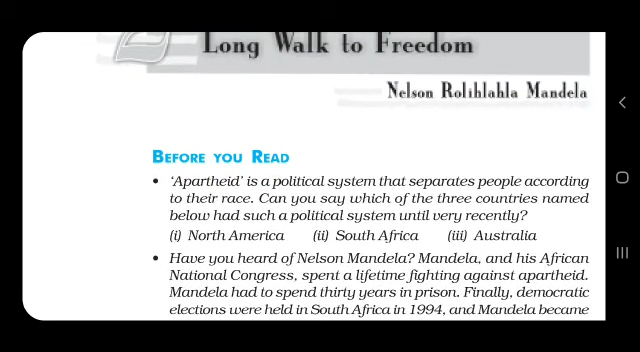 Long Walk to Freedom
Nelson Rolihlahla Mandela
BEFORE YOU READ
• ‘Apartheid’ is a political system that separates people according
to their race. Can you say which of the three countries named
below had such a political system until very recently?
(i) North America (ii) South Africa (iii) Australia
• Have you heard of Nelson Mandela? Mandela, and his African
National Congress, spent a lifetime fighting against apartheid.
Mandela had to spend thirty years in prison. Finally, democratic
elections were held in South Africa in 1994, and Mandela became